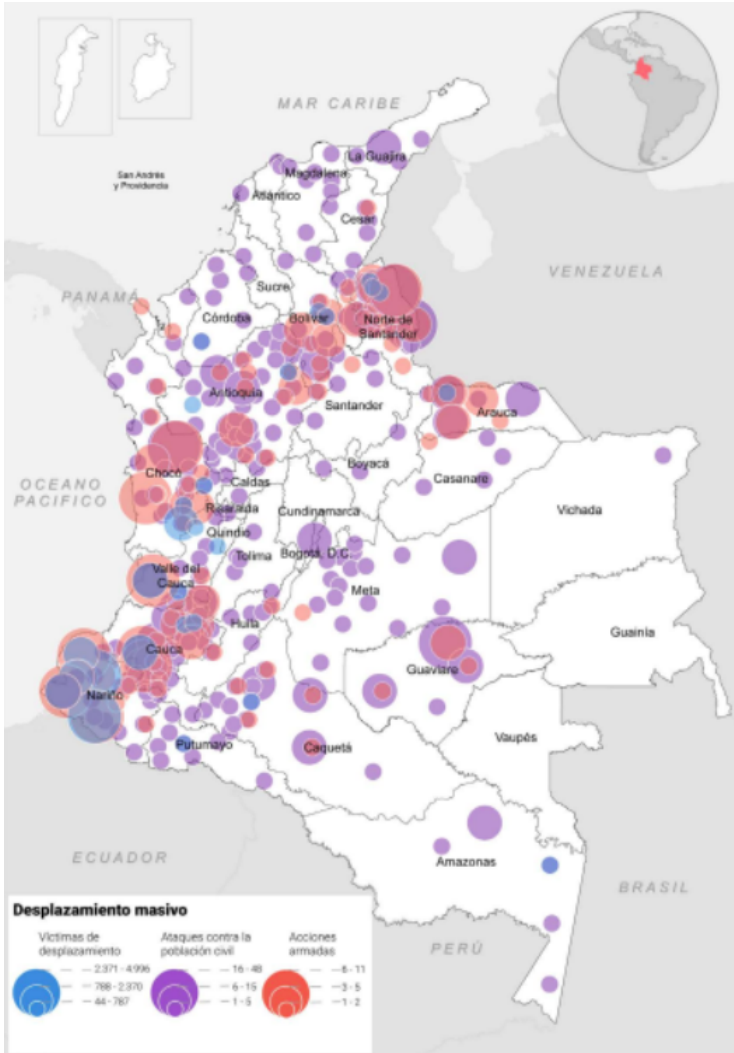 MAR CARIBE
La Guajira
Magdalena
San Andrés
y Providencia
Atlántico
Cesar
VENEZUELA
Sucre
PANAMÁ
Córdoba
Bolívar
Norte de
Santander
Antioquia
Santander
Arauca
Chocó
Boyacá
Caldas
Casanare
OCEANO
PACIFICO
Risaralda
Cundinamarca
Vichada
Quindío
Bogotá, D.C.
Tolima
Valle del
Cauca
Meta
Huila
Guainía
Cauca
Guaviare
Nariño
Putumayo
Caquetá
Vaupés
ECUADOR
Amazonas
BRASIL
PERÚ
Desplazamiento masivo
Víctimas de
desplazamiento
2.371 - 4.996
788 - 2.370
44 - 787
Ataques contra la
población civil
16 - 48
6 - 15
1 - 5
Acciones
armadas
6 - 11
3 - 5
1 - 2